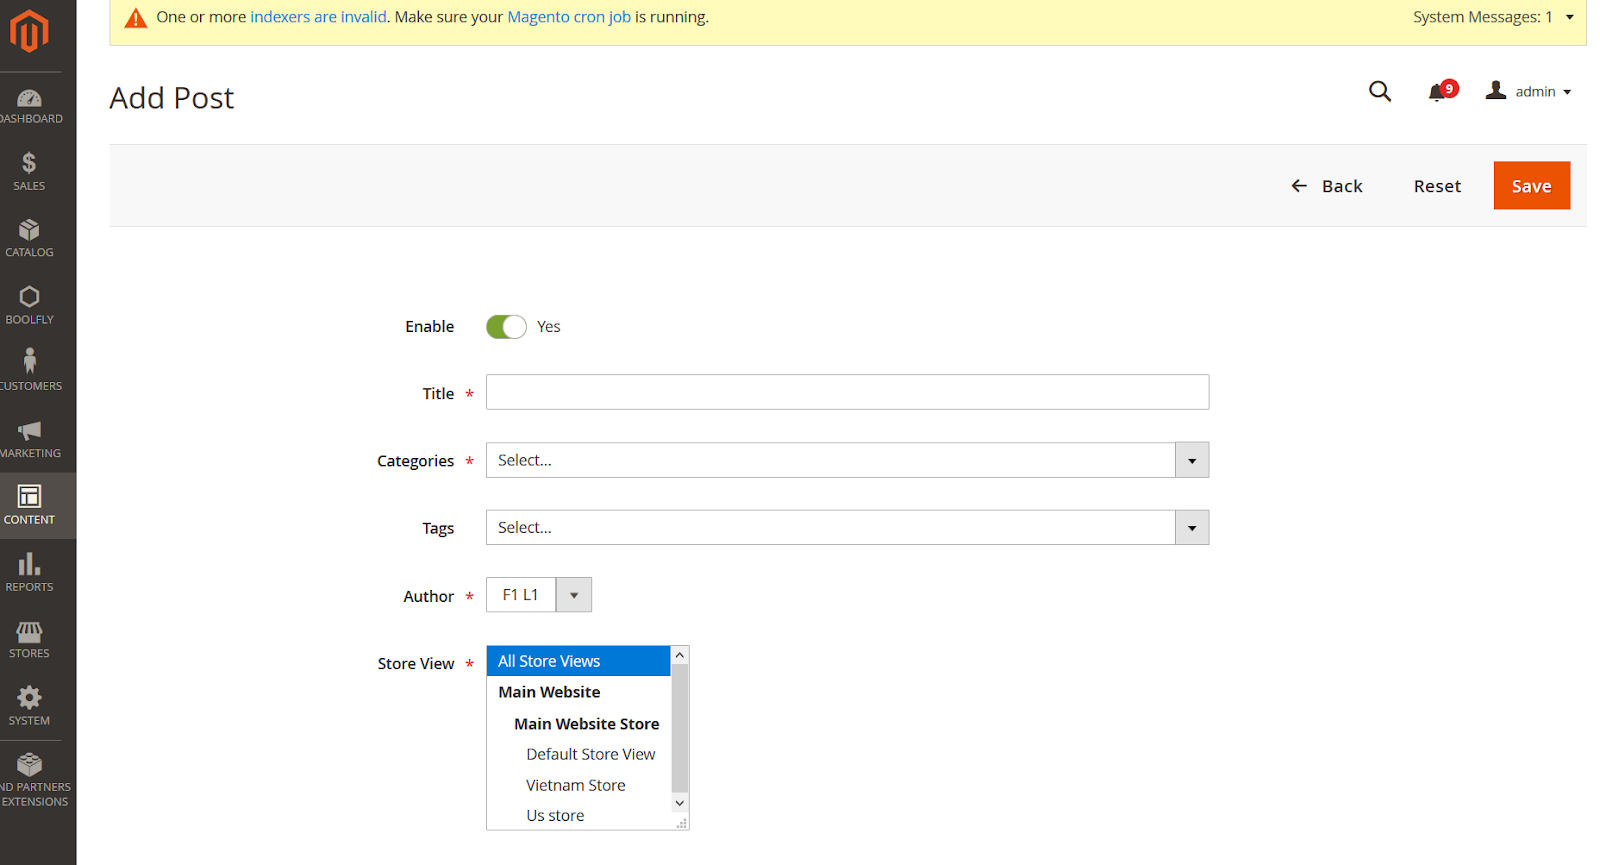 One or more indexers are invalid. Make sure your Magento cron job is running.
System Messages: 1
Add Post
9
admin
DASHBOARD
SALES
CATALOG
BOOLFLY
CUSTOMERS
MARKETING
CONTENT
REPORTS
STORES
SYSTEM
ND PARTNERS
EXTENSIONS
Back
Reset
Save
Enable
Yes
Title *
Categories *
Select...
Tags
Select...
Author *
F1 L1
Store View *
All Store Views
Main Website
Main Website Store
Default Store View
Vietnam Store
Us store